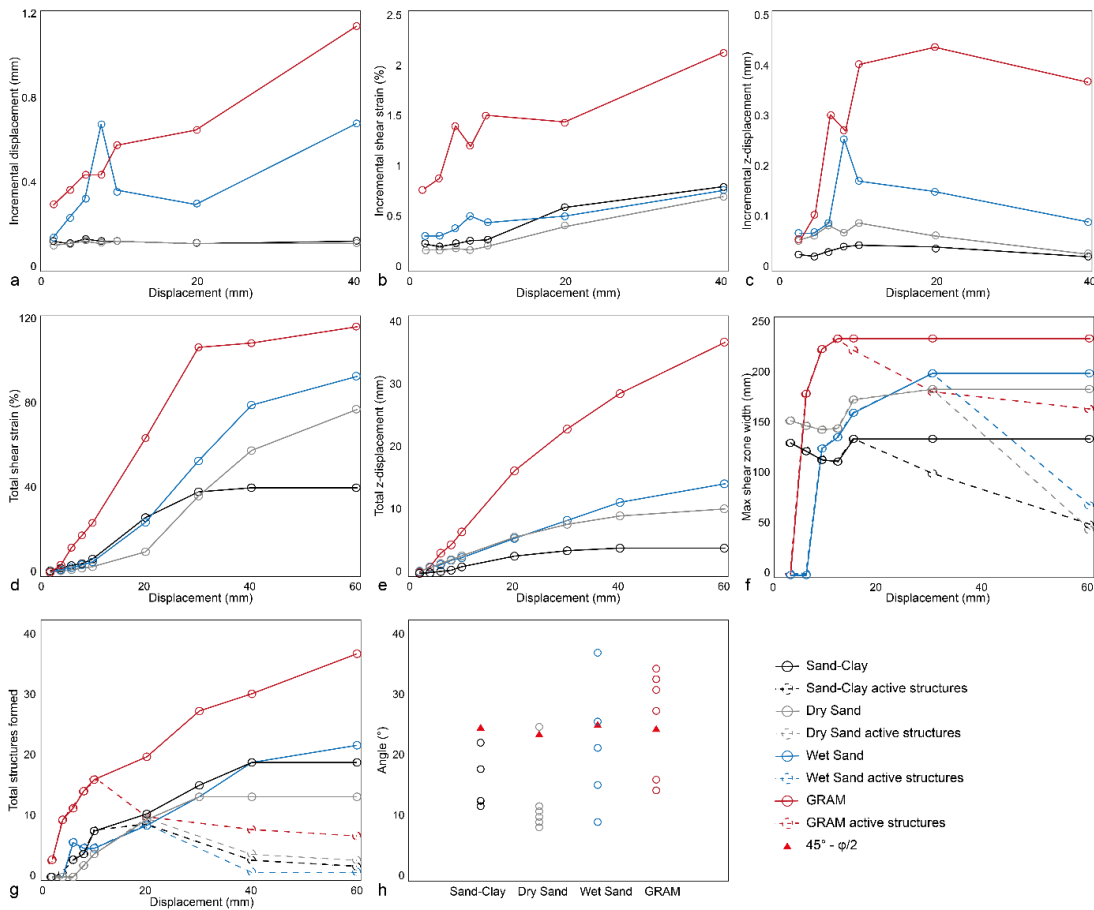 1.2
0.8
0.4
0
Incremental displacement (mm)
0
20
40
a
Displacement (mm)
2.5
2
1.5
1
0.5
0
Incremental shear strain (%)
0
20
40
b
Displacement (mm)
0.5
0.4
0.3
0.2
0.1
0
Incremental z-displacement (mm)
0
20
40
c
Displacement (mm)
120
80
40
0
Total shear strain (%)
0
20
40
60
d
Displacement (mm)
40
30
20
10
0
Total z-displacement (mm)
0
20
40
60
e
Displacement (mm)
250
200
150
100
50
0
Max shear zone width (mm)
0
20
40
60
f
Displacement (mm)
40
30
20
10
0
Total structures formed
0
20
40
60
g
Displacement (mm)
40
30
20
10
0
Angle (°)
h
Sand-Clay
Dry Sand
Wet Sand
GRAM
Sand-Clay
Sand-Clay active structures
Dry Sand
Dry Sand active structures
Wet Sand
Wet Sand active structures
GRAM
GRAM active structures
45° - φ/2